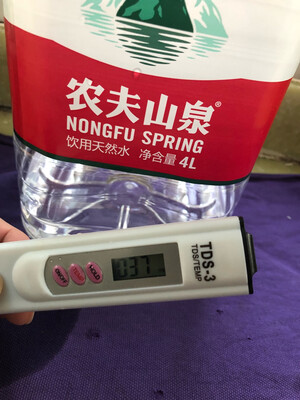 农夫山泉®
NONGFU SPRING
饮用天然水 净含量 4L
037
TDS-3
TDS/TEMP
HOLD